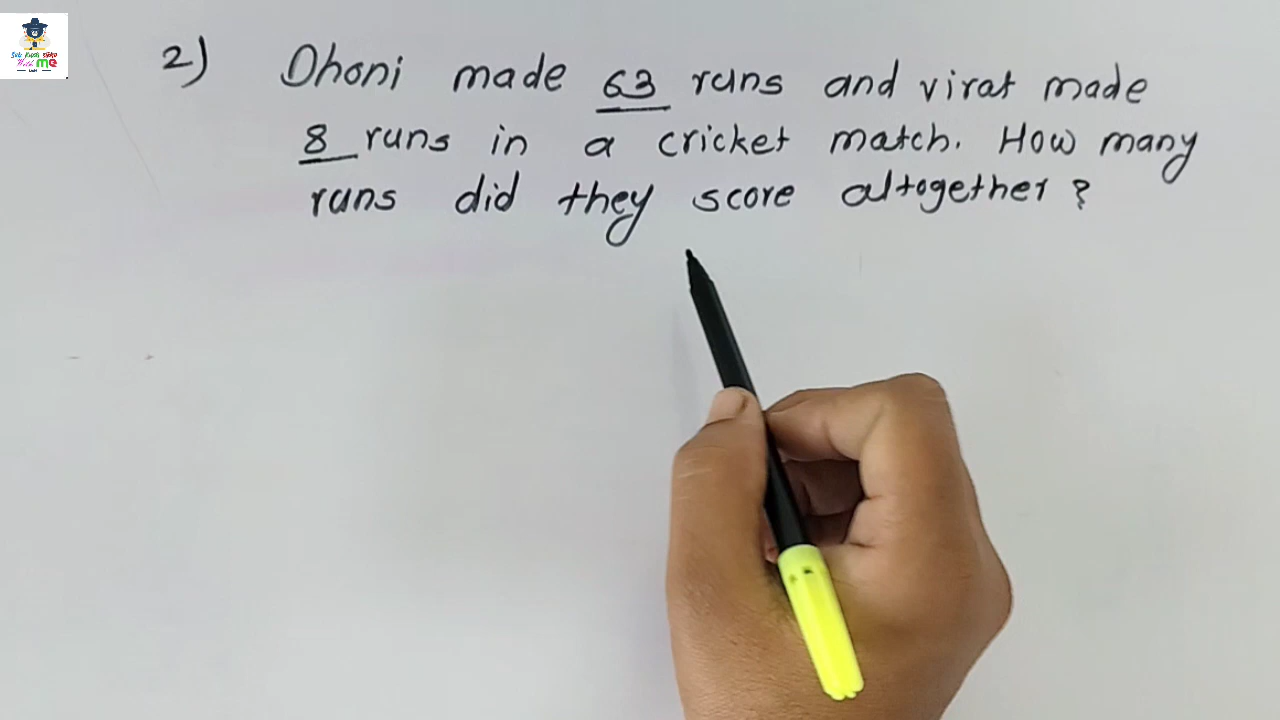 2) Dhoni made 63 runs and virat made
8 runs in a cricket match. How many
runs did they score altogether?